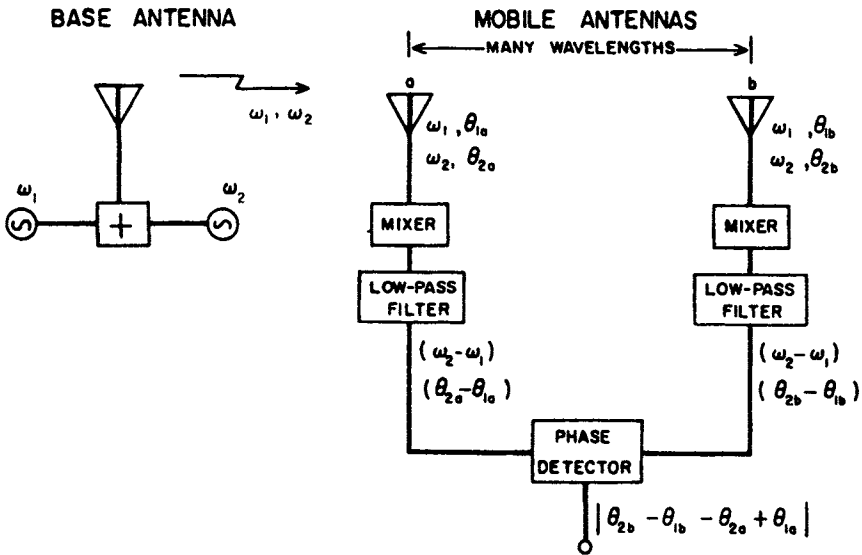 BASE ANTENNA
MOBILE ANTENNAS
MANY WAVELENGTHS
a
b
ω₁, ω₂
ω₁, θ₁ₐ
ω₂, θ₂ₐ
ω₁, θ₁b
ω₂, θ₂b
ω₁
ω₂
+
MIXER
MIXER
LOW-PASS
FILTER
LOW-PASS
FILTER
(ω₂-ω₁)
(θ₂ₐ-θ₁ₐ)
(ω₂-ω₁)
(θ₂b-θ₁b)
PHASE
DETECTOR
|θ₂b -θ₁b -θ₂ₐ +θ₁ₐ|